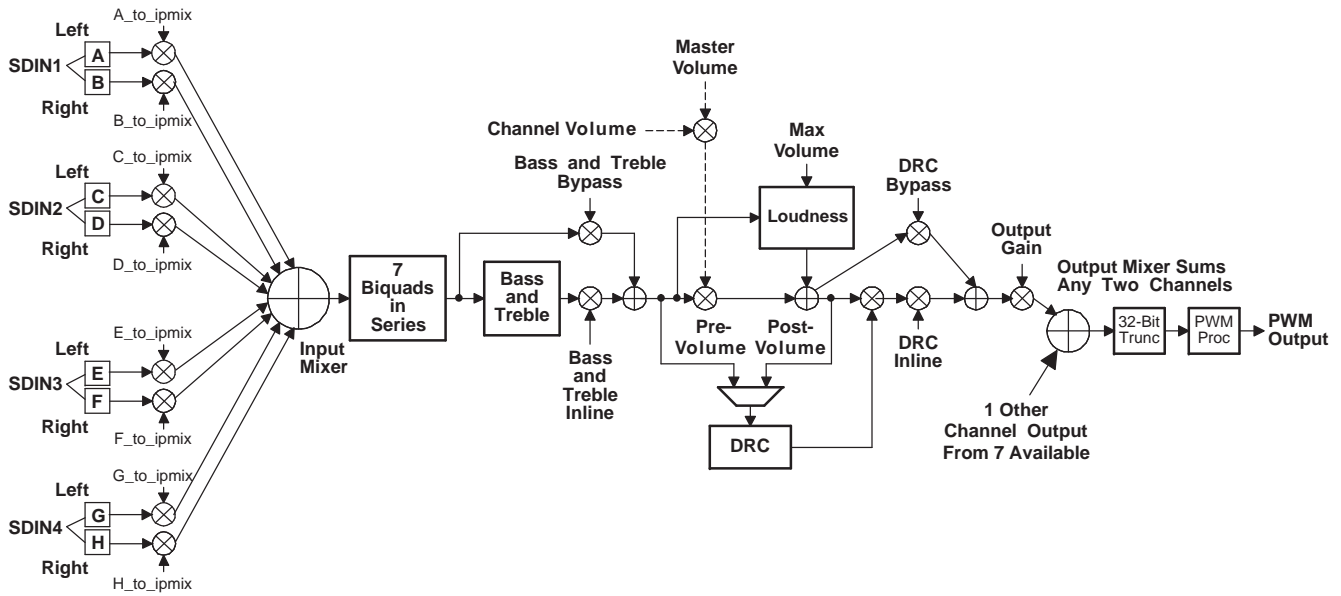 Left
A_to_ipmix
SDIN1
A
B
Right
B_to_ipmix
Left
C_to_ipmix
SDIN2
C
D
Right
D_to_ipmix
Left
E_to_ipmix
SDIN3
E
F
Right
F_to_ipmix
Left
G_to_ipmix
SDIN4
G
H
Right
H_to_ipmix
Input
Mixer
7
Biquads
in
Series
Bass and Treble
Bypass
Bass
and
Treble
Bass
and
Treble
Inline
Master
Volume
Channel Volume
Max
Volume
Loudness
Pre-
Volume
Post-
Volume
DRC
DRC
Bypass
DRC
Inline
Output
Gain
Output Mixer Sums
Any Two Channels
32-Bit
Trunc
PWM
Proc
PWM
Output
1 Other
Channel Output
From 7 Available